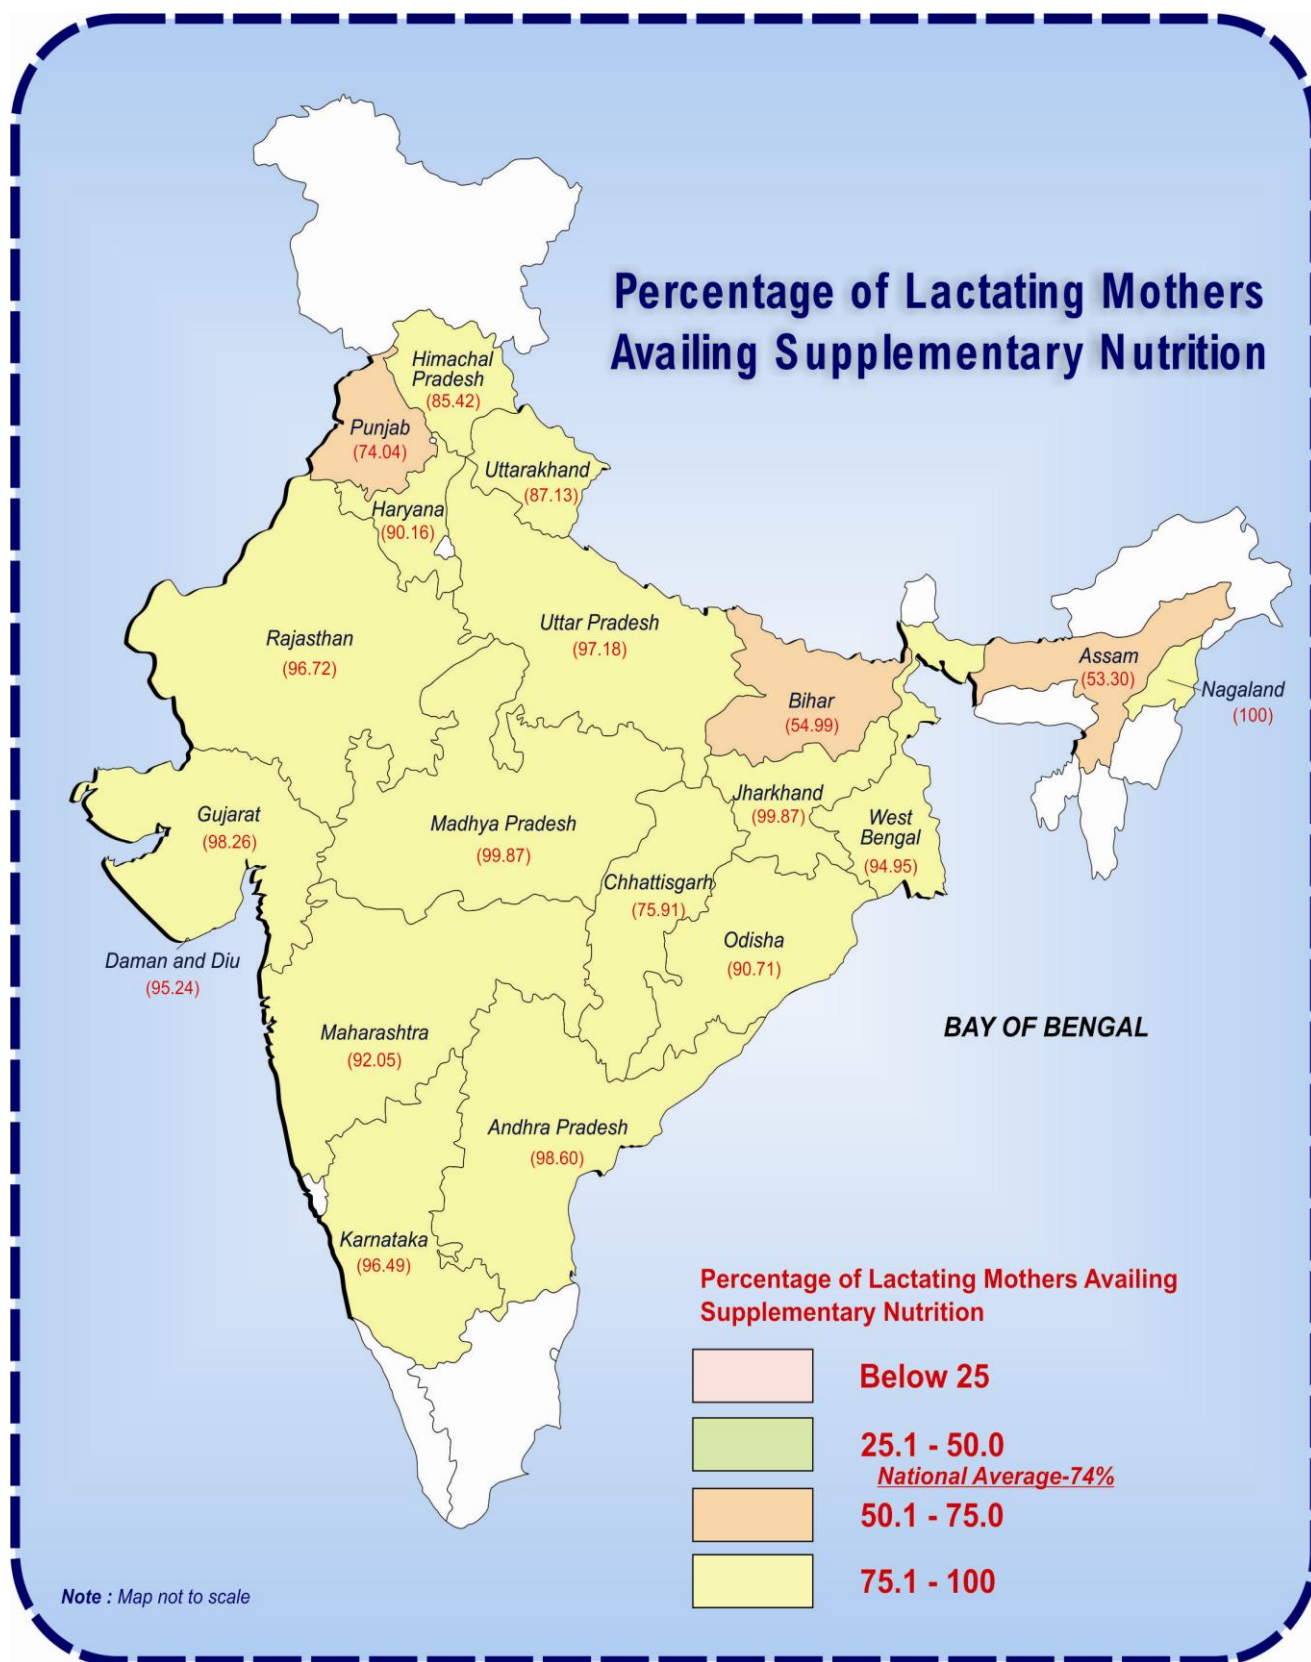 Percentage of Lactating Mothers
Availing Supplementary Nutrition
Himachal
Pradesh
(85.42)
Punjab
(74.04)
Uttarakhand
(87.13)
Haryana
(90.16)
Rajasthan
(96.72)
Uttar Pradesh
(97.18)
Bihar
(54.99)
Assam
(53.30)
Nagaland
(100)
Gujarat
(98.26)
Madhya Pradesh
(99.87)
Jharkhand
(99.87)
West
Bengal
(94.95)
Chhattisgarh
(75.91)
Odisha
(90.71)
Daman and Diu
(95.24)
Maharashtra
(92.05)
BAY OF BENGAL
Andhra Pradesh
(98.60)
Karnataka
(96.49)
Percentage of Lactating Mothers Availing
Supplementary Nutrition
Below 25
25.1 - 50.0
National Average-74%
50.1 - 75.0
75.1 - 100
Note : Map not to scale